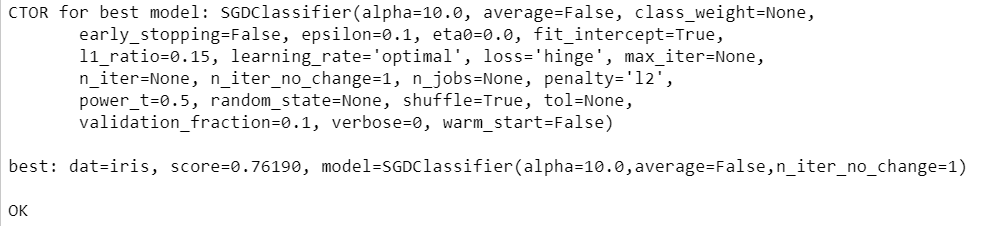 CTOR for best model: SGDClassifier(alpha=10.0, average=False, class_weight=None,
early_stopping=False, epsilon=0.1, eta0=0.0, fit_intercept=True,
l1_ratio=0.15, learning_rate='optimal', loss='hinge', max_iter=None,
n_iter=None, n_iter_no_change=1, n_jobs=None, penalty='l2',
power_t=0.5, random_state=None, shuffle=True, tol=None,
validation_fraction=0.1, verbose=0, warm_start=False)
best: dat=iris, score=0.76190, model=SGDClassifier(alpha=10.0,average=False,n_iter_no_change=1)
OK